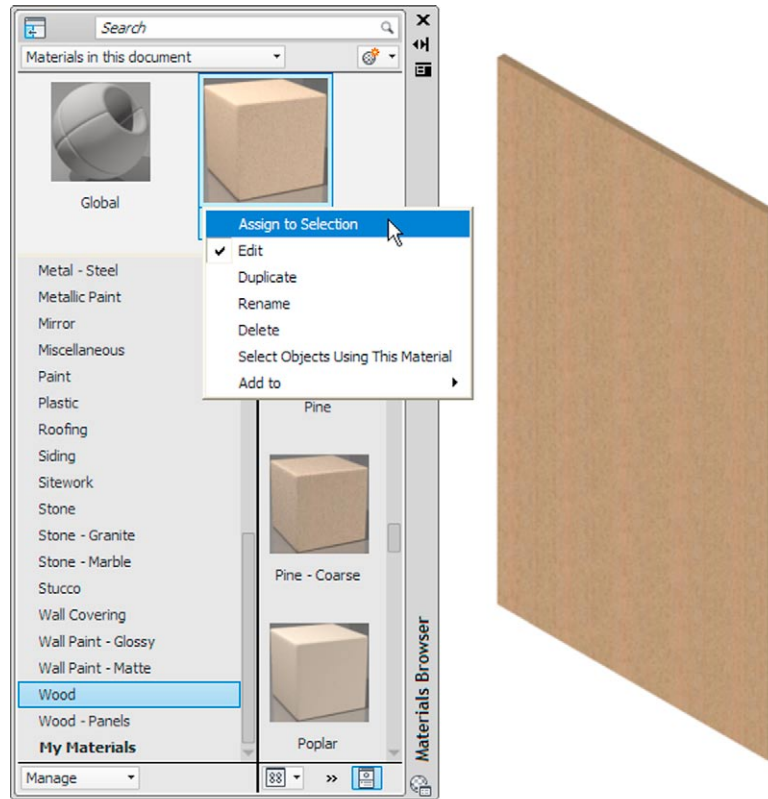 Search
Materials in this document
Global
Assign to Selection
Edit
Duplicate
Rename
Delete
Select Objects Using This Material
Add to
Metal - Steel
Metallic Paint
Mirror
Miscellaneous
Paint
Plastic
Roofing
Siding
Sitework
Stone
Stone - Granite
Stone - Marble
Stucco
Wall Covering
Wall Paint - Glossy
Wall Paint - Matte
Wood
Wood - Panels
My Materials
Pine
Pine - Coarse
Poplar
Manage
Materials Browser